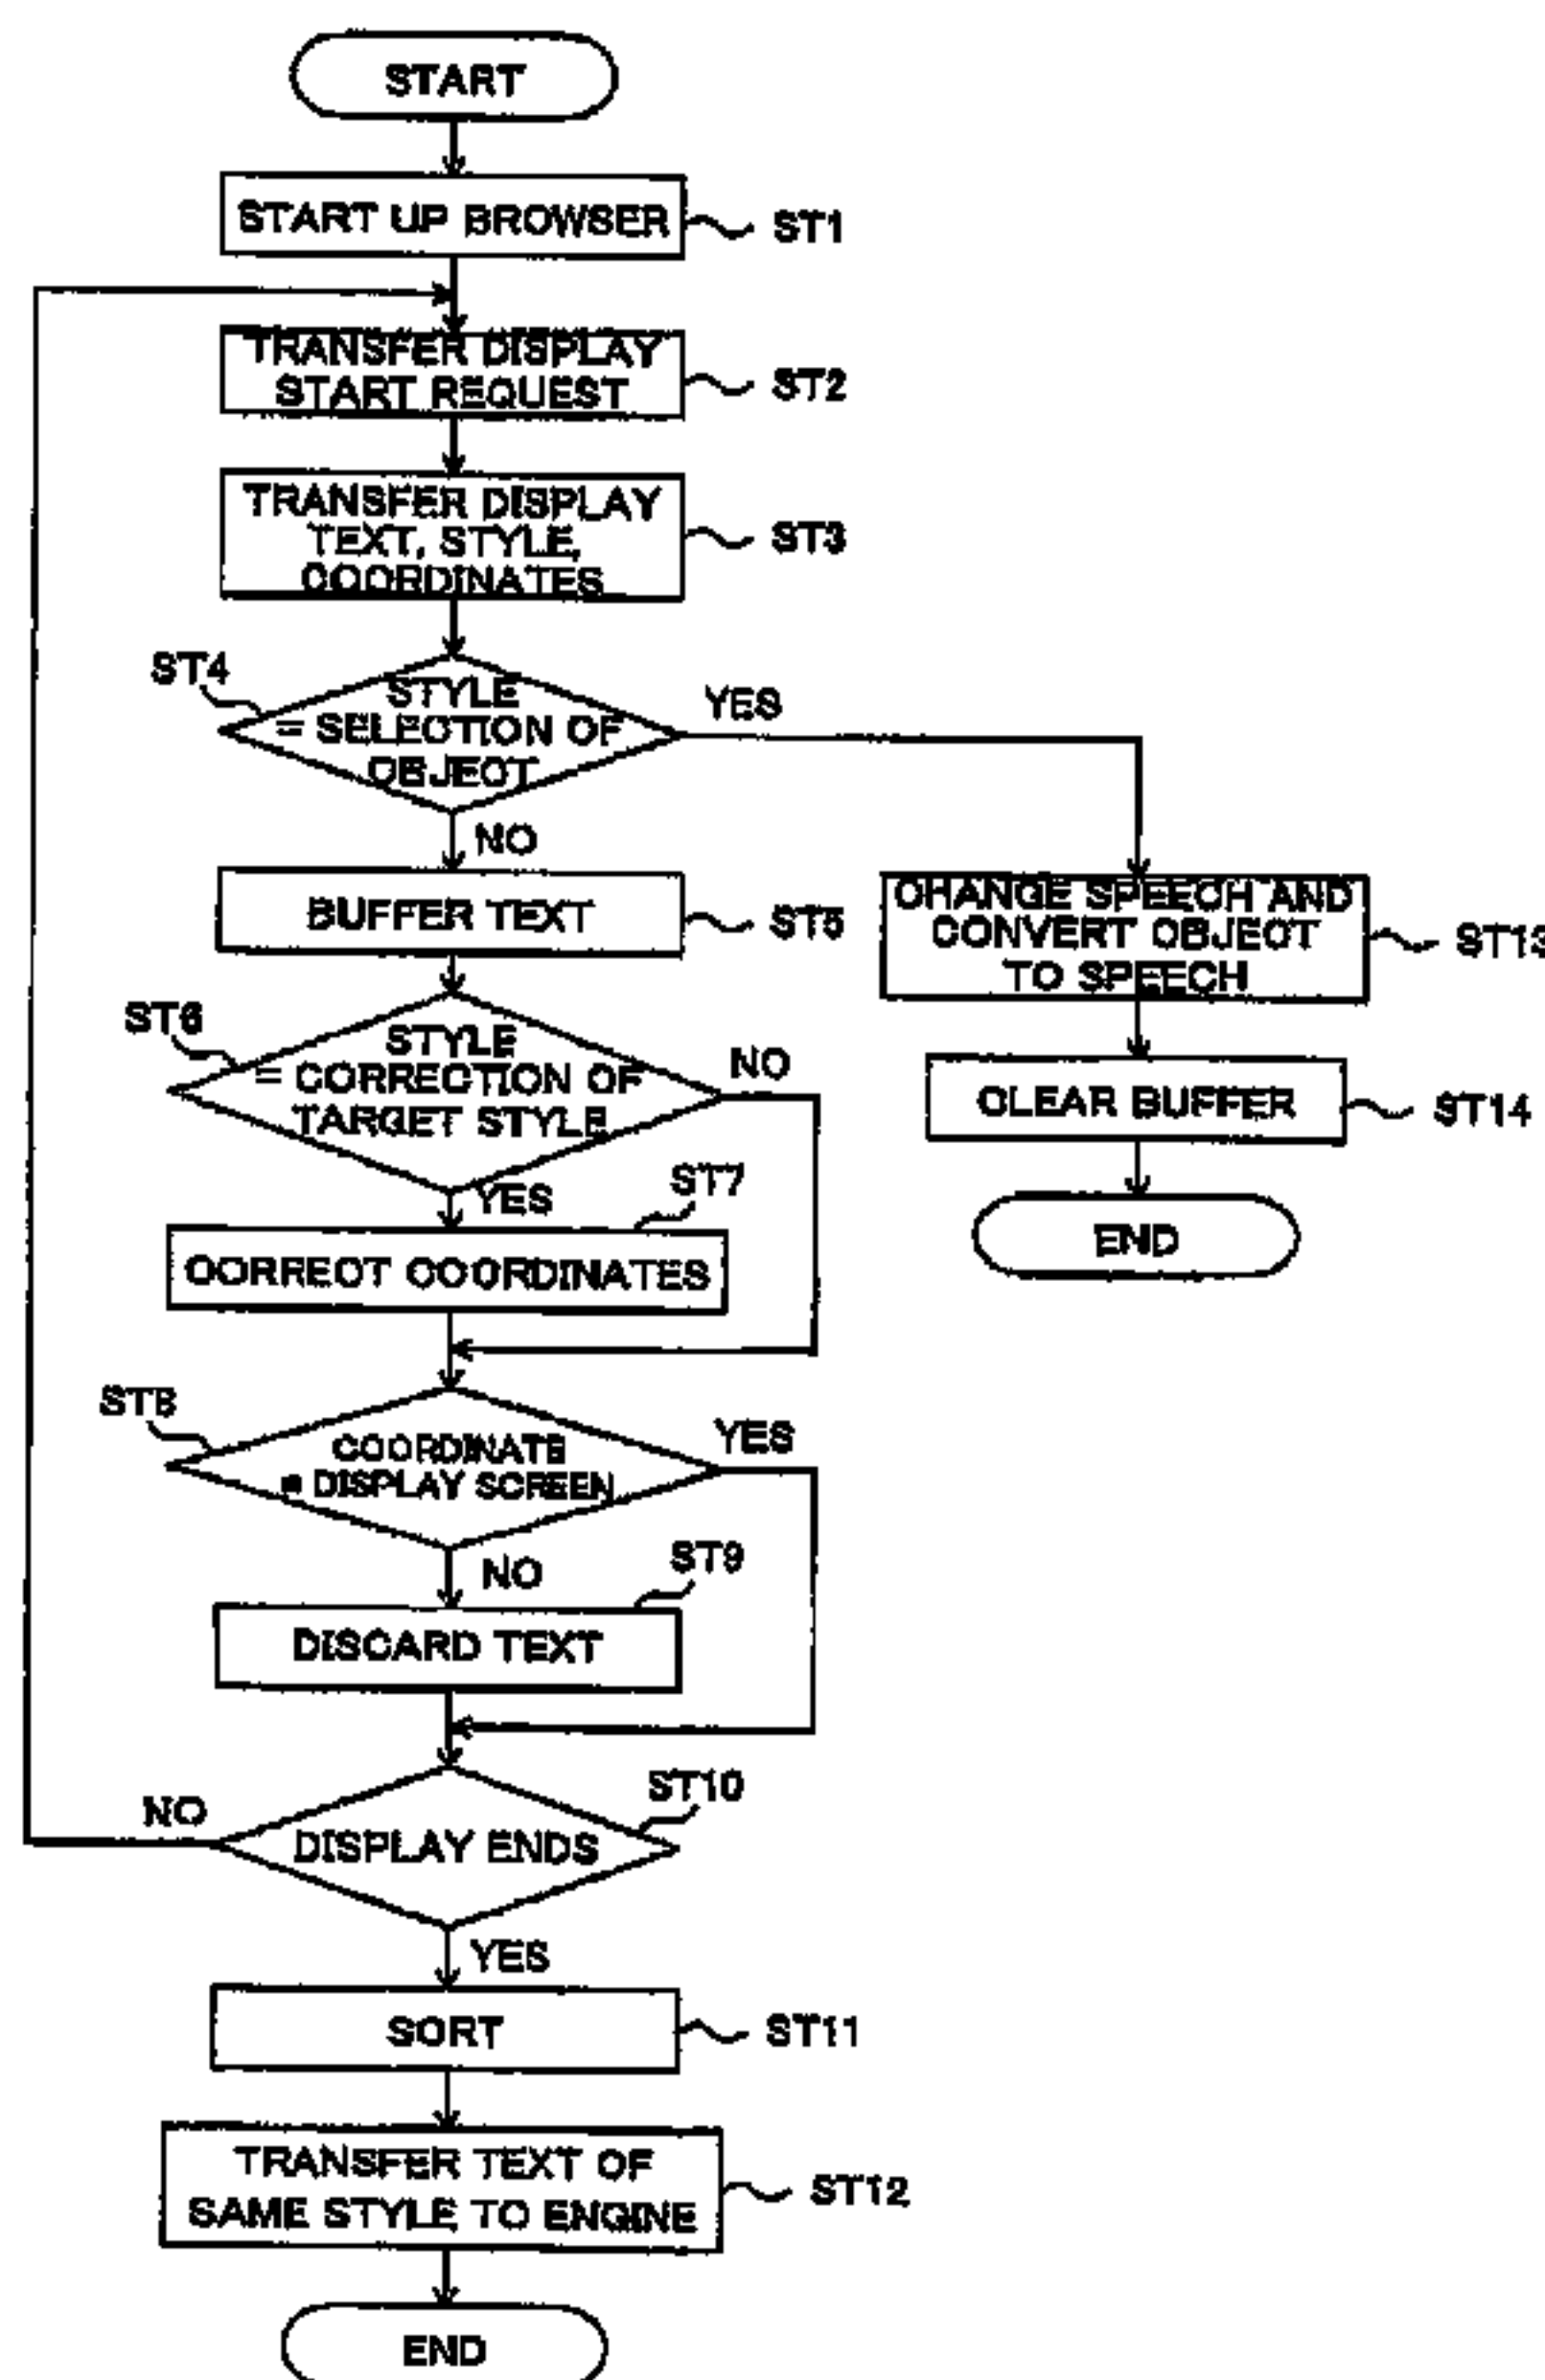 START
START UP BROWSER
ST1
TRANSFER DISPLAY
START REQUEST
ST2
TRANSFER DISPLAY
TEXT, STYLE,
COORDINATES
ST3
ST4
STYLE
= SELECTION OF
OBJECT
YES
NO
BUFFER TEXT
ST5
CHANGE SPEECH AND
CONVERT OBJECT
TO SPEECH
ST13
ST6
STYLE
= CORRECTION OF
TARGET STYLE
NO
YES
CLEAR BUFFER
ST14
END
ST7
CORRECT COORDINATES
ST8
COORDINATE
= DISPLAY SCREEN
YES
NO
ST9
DISCARD TEXT
ST10
DISPLAY ENDS
NO
YES
SORT
ST11
TRANSFER TEXT OF
SAME STYLE TO ENGINE
ST12
END